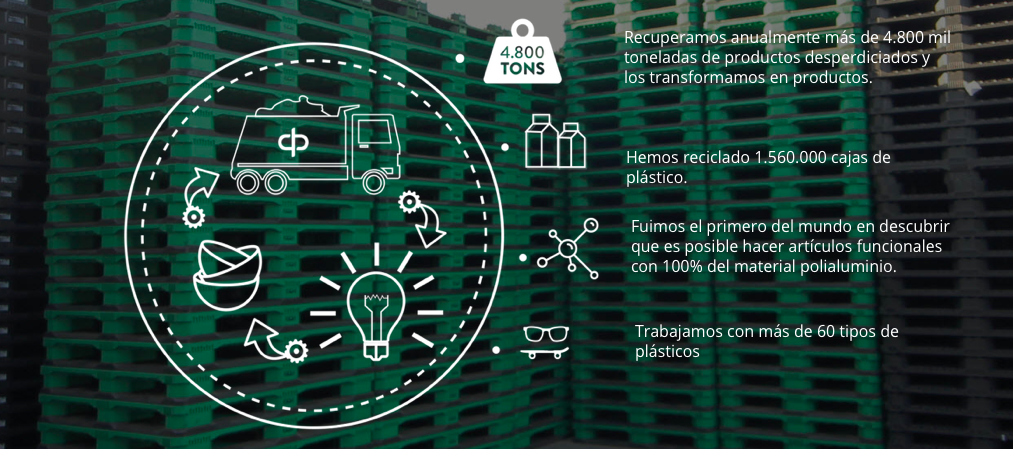 4.800
TONS
Recuperamos anualmente más de 4.800 mil
toneladas de productos desperdiciados y
los transformamos en productos.
Hemos reciclado 1.560.000 cajas de
plástico.
Fuimos el primero del mundo en descubrir
que es posible hacer artículos funcionales
con 100% del material polialuminio.
Trabajamos con más de 60 tipos de
plásticos